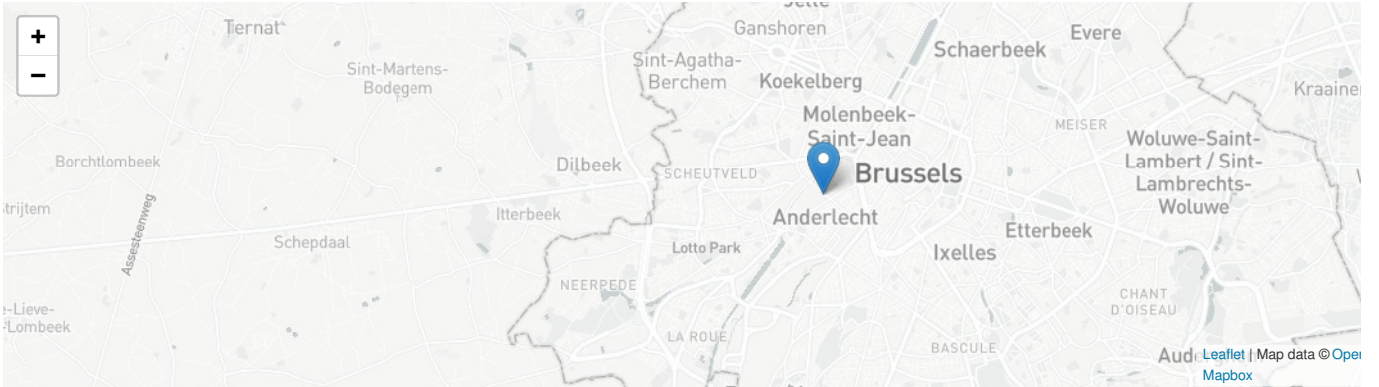 +
−
Ternat
Sint-Martens-
Bodegem
Borchtlombeek
Assesteenweg
Schepdaal
Dilbeek
Itterbeek
Sint-Agatha-
Berchem
Ganshoren
Koekelberg
Molenbeek-
Saint-Jean
SCHEUTVELD
Brussels
Anderlecht
Lotto Park
NEERPEDE
LA ROUE
Schaerbeek
Evere
MEISER
Woluwe-Saint-
Lambert / Sint-
Lambrechts-
Woluwe
Etterbeek
Ixelles
CHANT
D'OISEAU
BASCULE
-Lombeek
Leaflet | Map data © Open
Mapbox